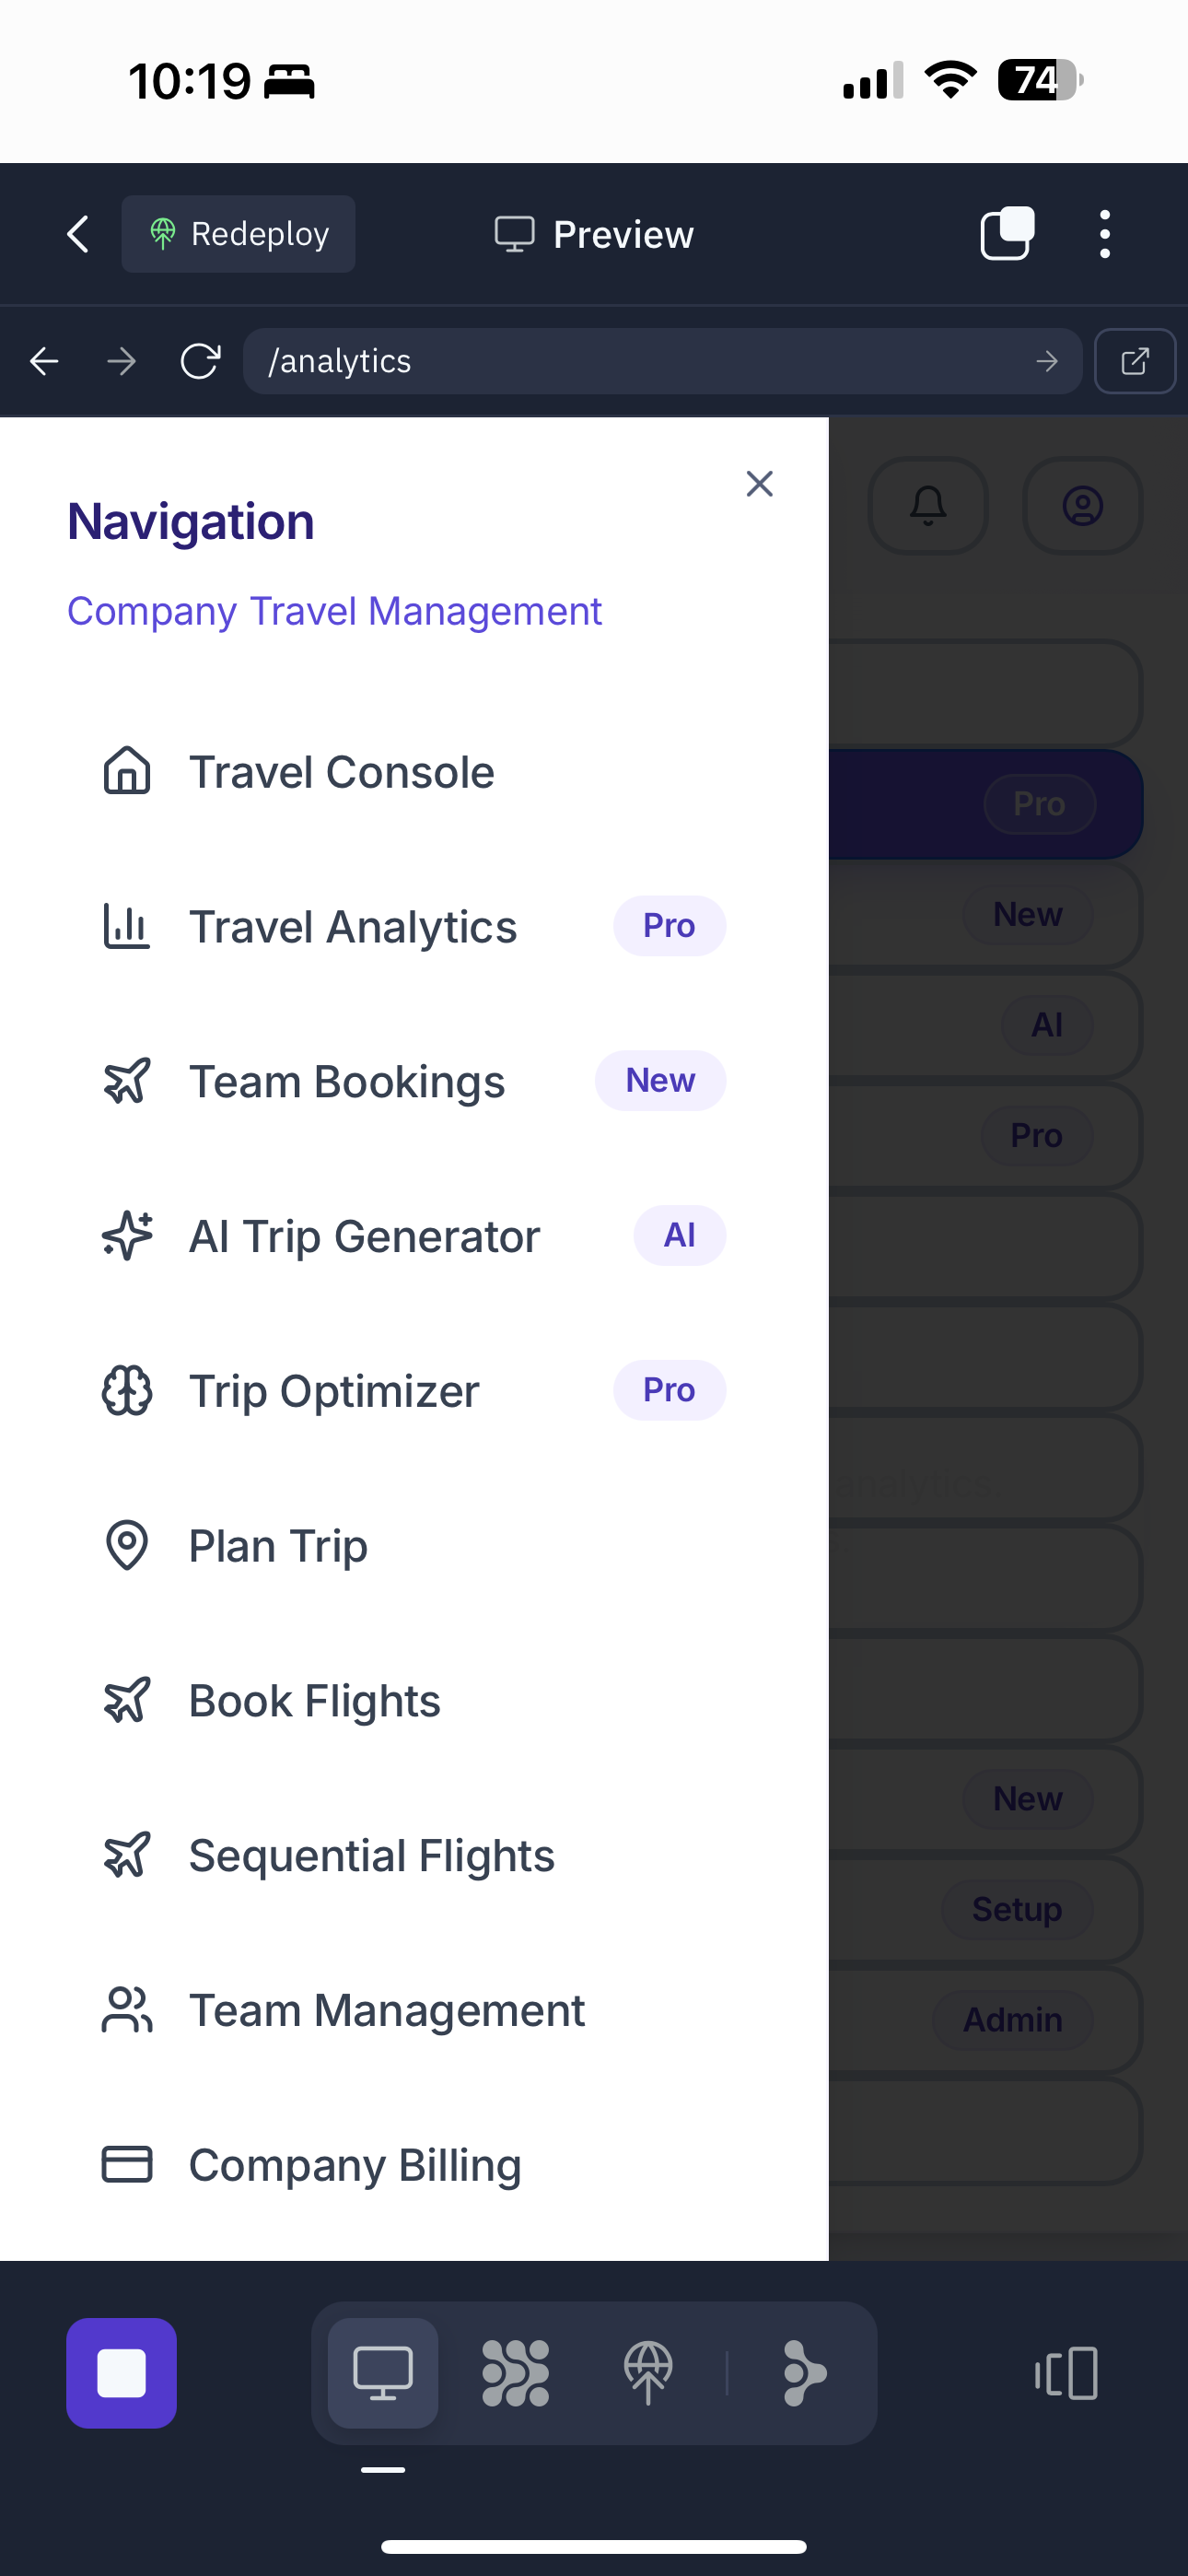 10:19
74
Redeploy
Preview
/analytics
Navigation
Company Travel Management
Travel Console
Travel Analytics Pro
Team Bookings New
AI Trip Generator AI
Trip Optimizer Pro
Plan Trip
Book Flights
Sequential Flights
Team Management
Company Billing
Pro
New
AI
Pro
analytics.
New
Setup
Admin